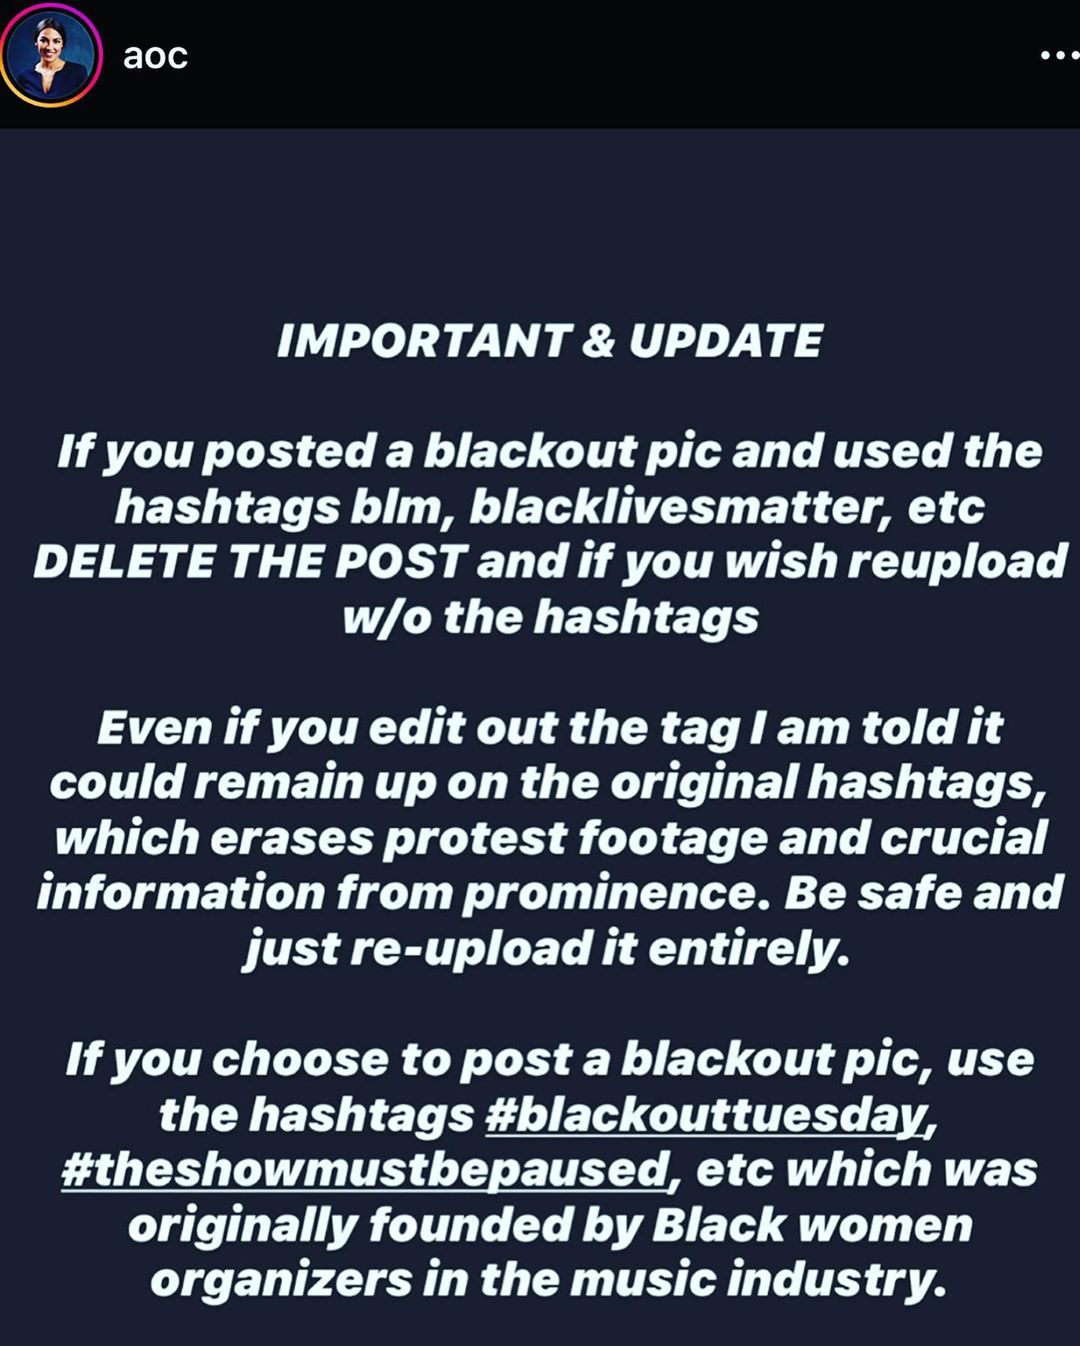 aoc
IMPORTANT & UPDATE
If you posted a blackout pic and used the
hashtags blm, blacklivesmatter, etc
DELETE THE POST and if you wish reupload
w/o the hashtags
Even if you edit out the tag I am told it
could remain up on the original hashtags,
which erases protest footage and crucial
information from prominence. Be safe and
just re-upload it entirely.
If you choose to post a blackout pic, use
the hashtags #blackouttuesday,
#theshowmustbepaused, etc which was
originally founded by Black women
organizers in the music industry.